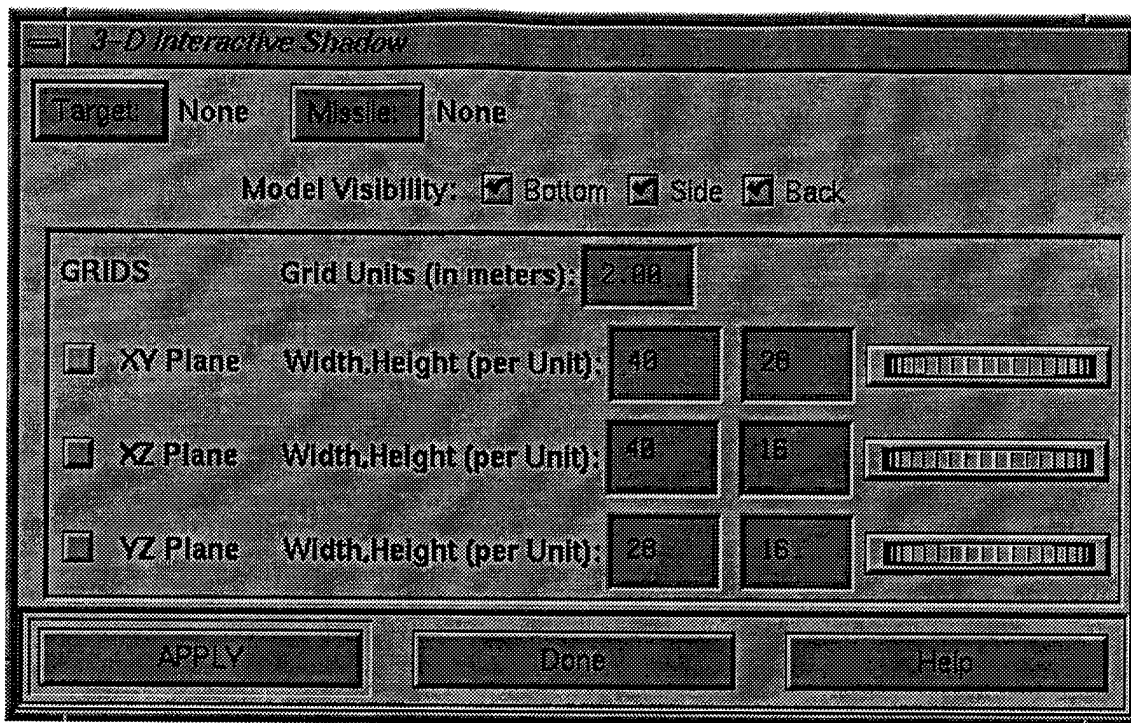 3-D Interactive Shadow
Target: None Missile: None
Model Visibility: Bottom Side Back
GRIDS Grid Units (in meters): 2.00
XY Plane Width,Height (per Unit): 40 28
XZ Plane Width,Height (per Unit): 40 16
YZ Plane Width,Height (per Unit): 28 16
APPLY Done Help